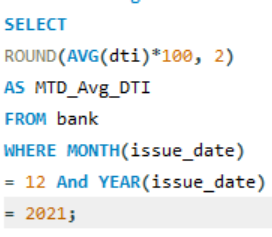 SELECT
ROUND(AVG(dti)*100, 2)
AS MTD_Avg_DTI
FROM bank
WHERE MONTH(issue_date)
= 12 And YEAR(issue_date)
= 2021;